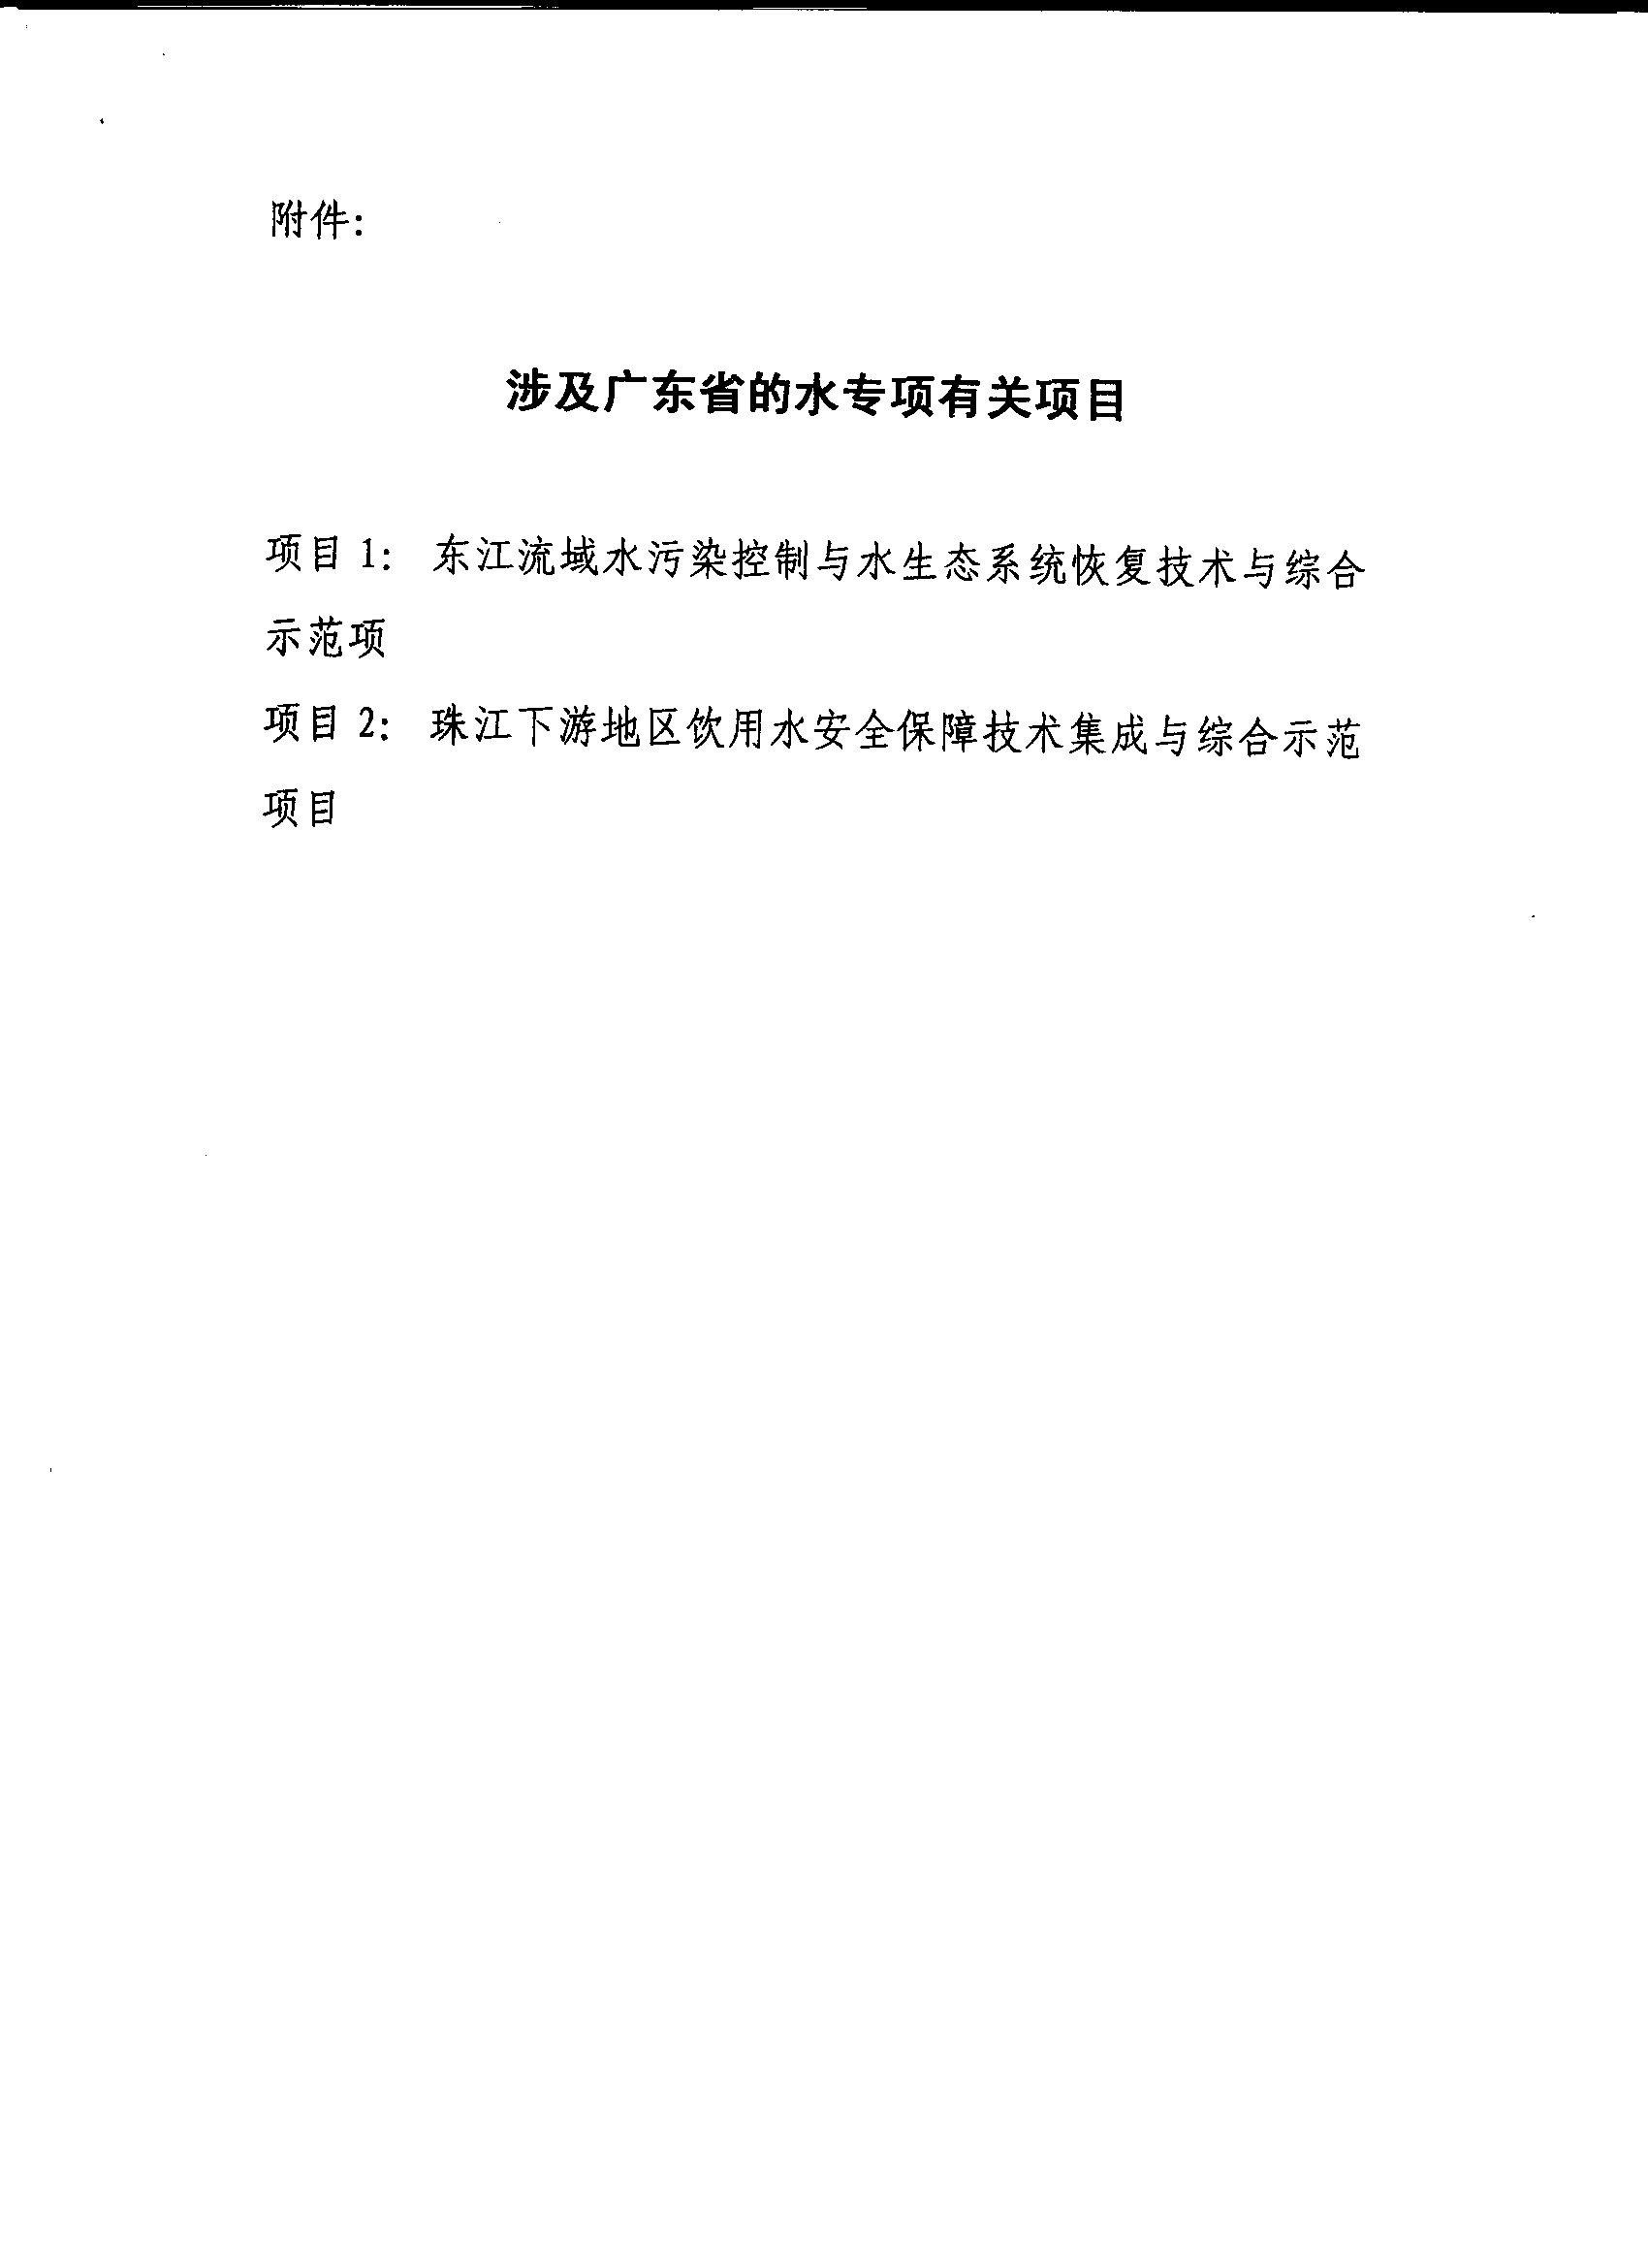 附件:
涉及广东省的水专项有关项目
项目 1: 东江流域水污染控制与水生态系统恢复技术与综合
示范项
项目 2: 珠江下游地区饮用水安全保障技术集成与综合示范
项目